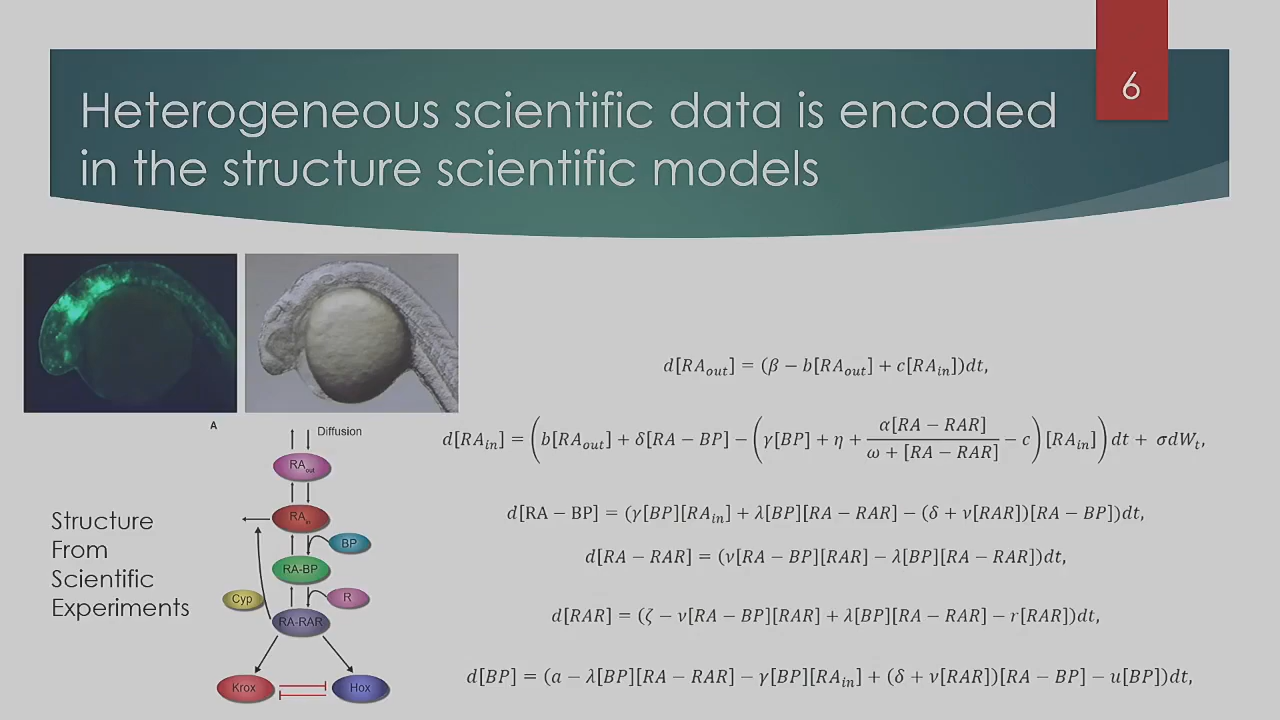 6
Heterogeneous scientific data is encoded
in the structure scientific models
A
Diffusion
RA_out
RA_in
BP
RA-BP
Cyp
R
RA-RAR
Krox
Hox
Structure
From
Scientific
Experiments
d[RA_out] = (β − b[RA_out] + c[RA_in])dt,
d[RA_in] = (b[RA_out] + δ[RA − BP] − (γ[BP] + η + α[RA − RAR] / (ω + [RA − RAR]) − c) [RA_in]) dt + σdW_t,
d[RA − BP] = (γ[BP][RA_in] + λ[BP][RA − RAR] − (δ + ν[RAR])[RA − BP])dt,
d[RA − RAR] = (ν[RA − BP][RAR] − λ[BP][RA − RAR])dt,
d[RAR] = (ζ − ν[RA − BP][RAR] + λ[BP][RA − RAR] − r[RAR])dt,
d[BP] = (a − λ[BP][RA − RAR] − γ[BP][RA_in] + (δ + ν[RAR])[RA − BP] − u[BP])dt,